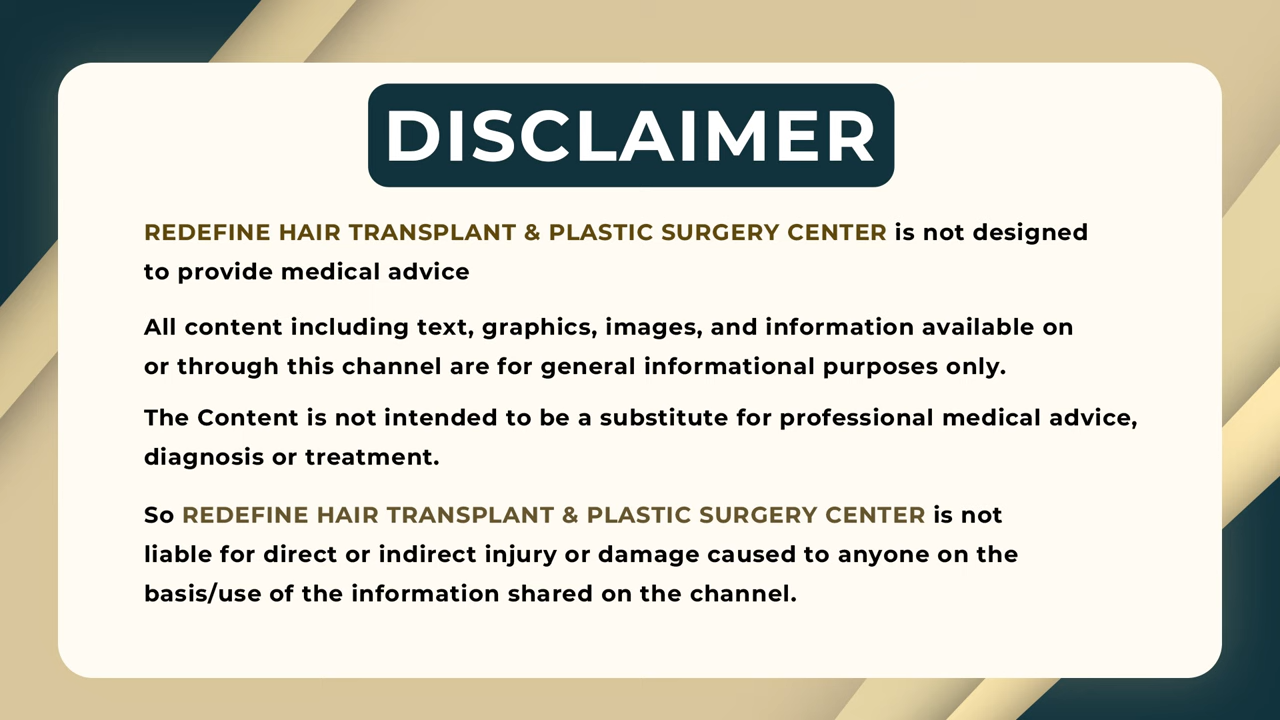 DISCLAIMER
REDEFINE HAIR TRANSPLANT & PLASTIC SURGERY CENTER is not designed
to provide medical advice
All content including text, graphics, images, and information available on
or through this channel are for general informational purposes only.
The Content is not intended to be a substitute for professional medical advice,
diagnosis or treatment.
So REDEFINE HAIR TRANSPLANT & PLASTIC SURGERY CENTER is not
liable for direct or indirect injury or damage caused to anyone on the
basis/use of the information shared on the channel.